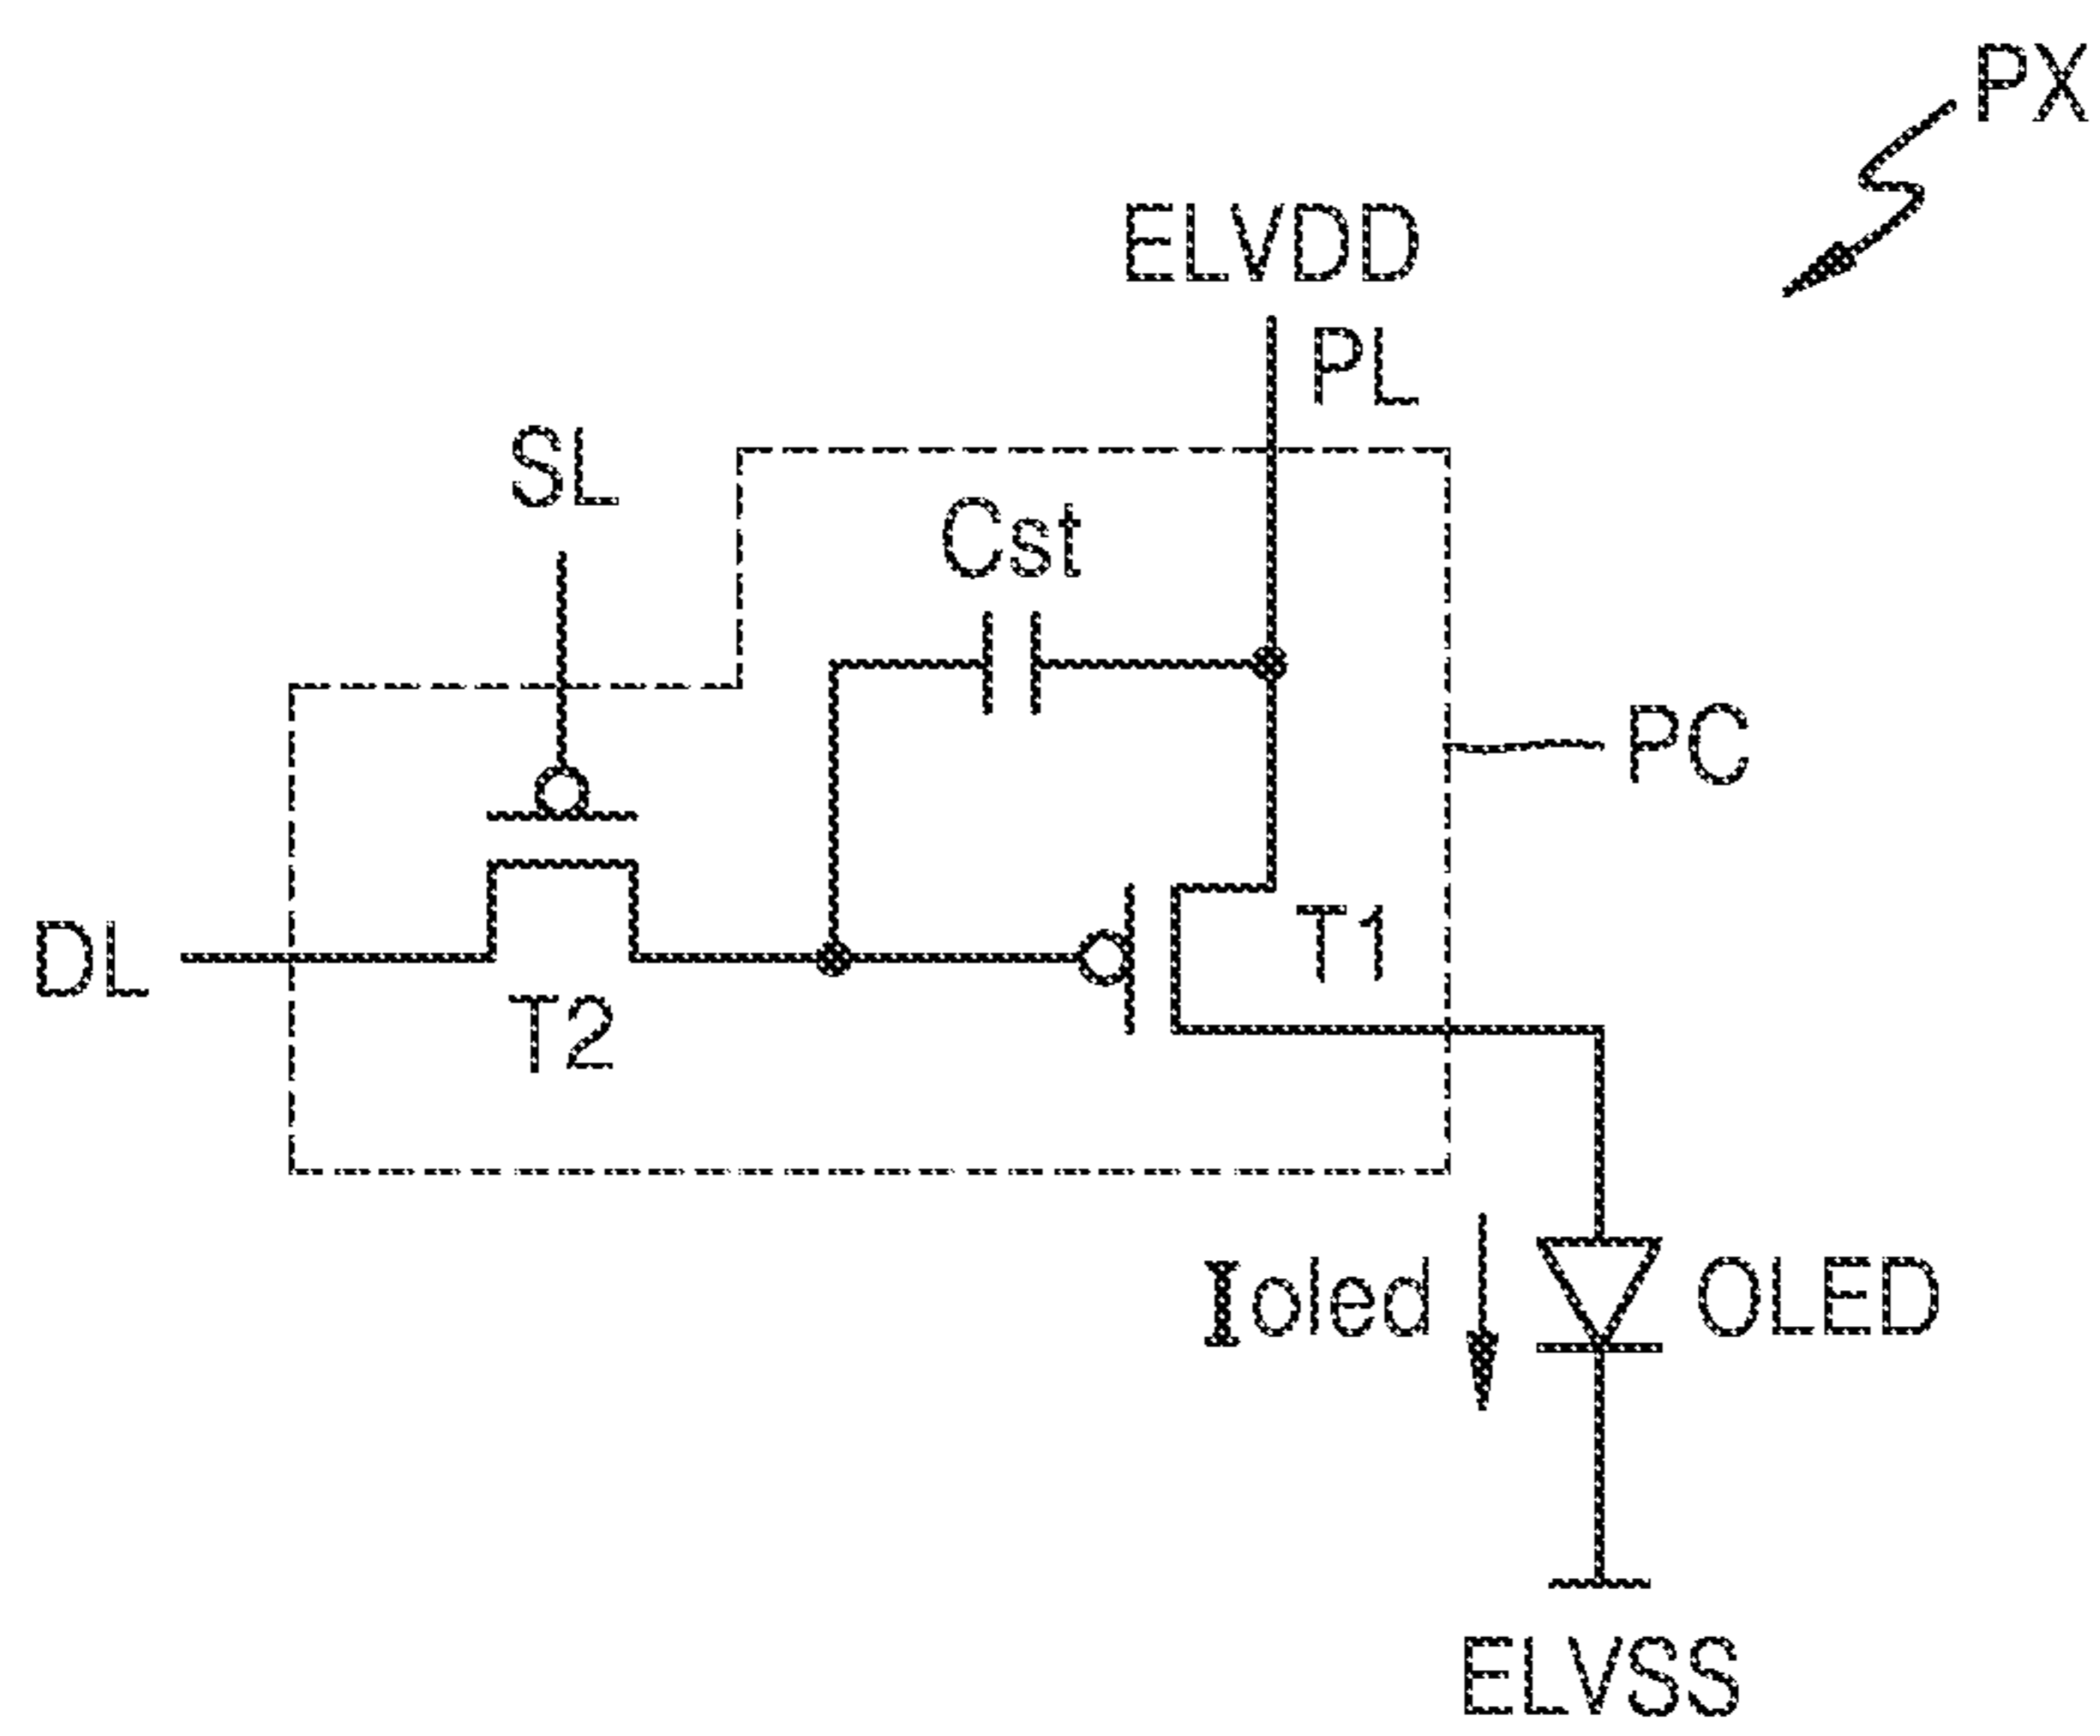 PX
ELVDD
PL
SL
Cst
PC
T1
DL
T2
Ioled
OLED
ELVSS